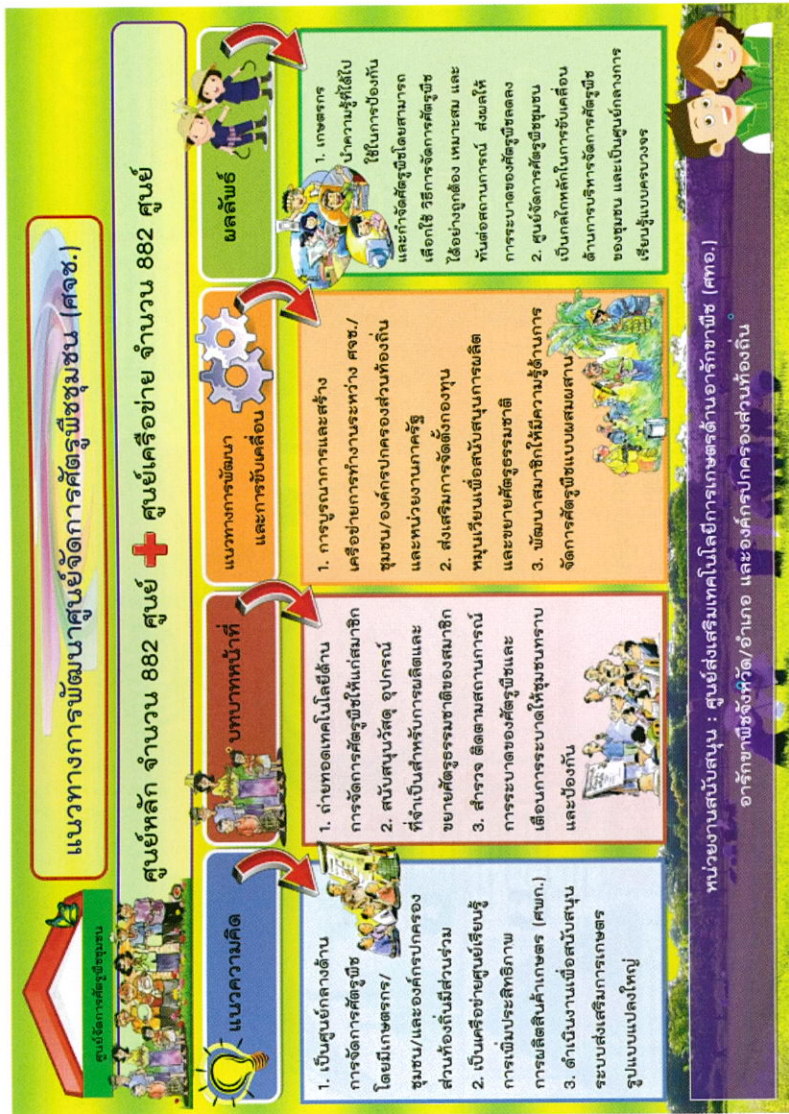 ศูนย์จัดการศัตรูพืชชุมชน
แนวทางการพัฒนาศูนย์จัดการศัตรูพืชชุมชน (ศจช.)
ศูนย์หลัก จำนวน 882 ศูนย์ + ศูนย์เครือข่าย จำนวน 882 ศูนย์
แนวความคิด
1. เป็นศูนย์กลางด้าน
การจัดการศัตรูพืช
โดยมีเกษตรกร/
ชุมชน/และองค์กรปกครอง
ส่วนท้องถิ่นมีส่วนร่วม
2. เป็นเครือข่ายศูนย์เรียนรู้
การเพิ่มประสิทธิภาพ
การผลิตสินค้าเกษตร (ศพก.)
3. ดำเนินงานเพื่อสนับสนุน
ระบบส่งเสริมการเกษตร
รูปแบบแปลงใหญ่
บทบาทหน้าที่
1. ถ่ายทอดเทคโนโลยีด้าน
การจัดการศัตรูพืชให้แก่สมาชิก
2. สนับสนุนวัสดุ อุปกรณ์
ที่จำเป็นสำหรับการผลิตและ
ขยายศัตรูธรรมชาติของสมาชิก
3. สำรวจ ติดตามสถานการณ์
การระบาดของศัตรูพืชและ
เตือนการระบาดให้ชุมชนทราบ
และป้องกัน
แนวทางการพัฒนา
และการขับเคลื่อน
1. การบูรณาการและสร้าง
เครือข่ายการทำงานระหว่าง ศจช./
ชุมชน/องค์กรปกครองส่วนท้องถิ่น
และหน่วยงานภาครัฐ
2. ส่งเสริมการจัดตั้งกองทุน
หมุนเวียนเพื่อสนับสนุนการผลิต
และขยายศัตรูธรรมชาติ
3. พัฒนาสมาชิกให้มีความรู้ด้านการ
จัดการศัตรูพืชแบบผสมผสาน
ผลลัพธ์
1. เกษตรกร
นำความรู้ที่ได้ไป
ใช้ในการป้องกัน
และกำจัดศัตรูพืชโดยสามารถ
เลือกใช้ วิธีการจัดการศัตรูพืช
ได้อย่างถูกต้อง เหมาะสม และ
ทันต่อสถานการณ์ ส่งผลให้
การระบาดของศัตรูพืชลดลง
2. ศูนย์จัดการศัตรูพืชชุมชน
เป็นกลไกหลักในการขับเคลื่อน
ด้านการบริหารจัดการศัตรูพืช
ของชุมชน และเป็นศูนย์กลางการ
เรียนรู้แบบครบวงจร
หน่วยงานสนับสนุน : ศูนย์ส่งเสริมเทคโนโลยีการเกษตรด้านอารักขาพืช (ศทอ.)
อารักขาพืชจังหวัด/อำเภอ และองค์กรปกครองส่วนท้องถิ่น